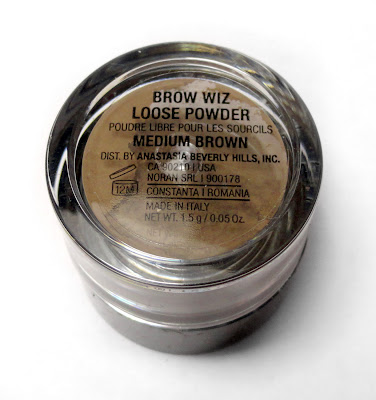 BROW WIZ
LOOSE POWDER
POUDRE LIBRE POUR LES SOURCILS
MEDIUM BROWN
DIST. BY ANASTASIA BEVERLY HILLS, INC.
CA 90210 | USA
NORAN SRL | 900178
12M CONSTANTA | ROMANIA
MADE IN ITALY
NET WT. 1.5 g / 0.05 Oz.